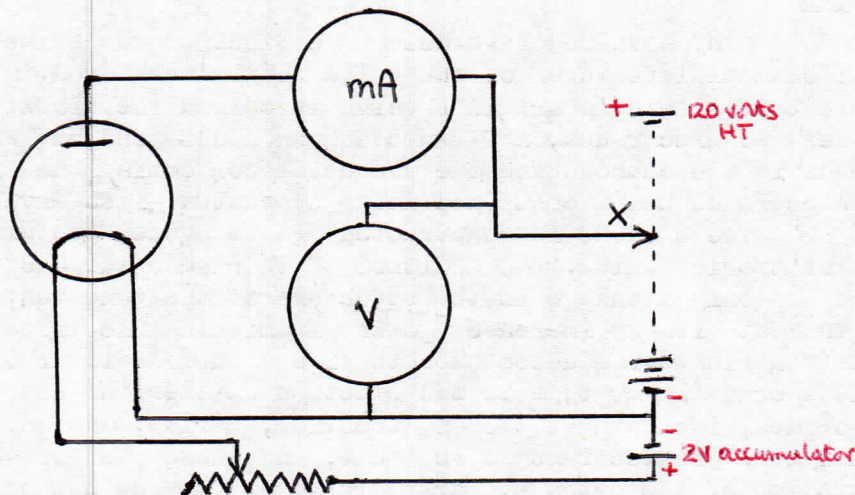 mA
+ 120 volts
HT
X
V
-
-
2V accumulator
+